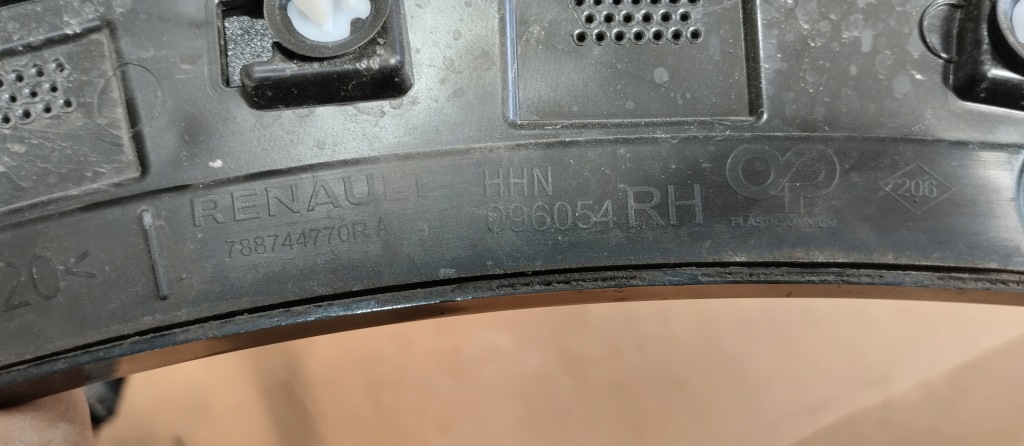 20<
RENAULT
788744770R A
HHN
096054 RH
PLASTIC OMNIUM
206